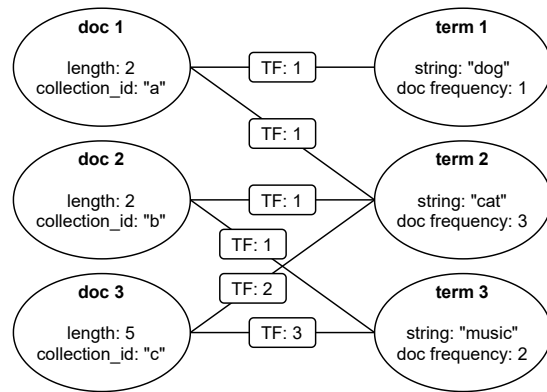 doc 1
length: 2
collection_id: "a"
TF: 1
term 1
string: "dog"
doc frequency: 1
TF: 1
doc 2
length: 2
collection_id: "b"
TF: 1
term 2
string: "cat"
doc frequency: 3
TF: 1
TF: 2
doc 3
length: 5
collection_id: "c"
TF: 3
term 3
string: "music"
doc frequency: 2